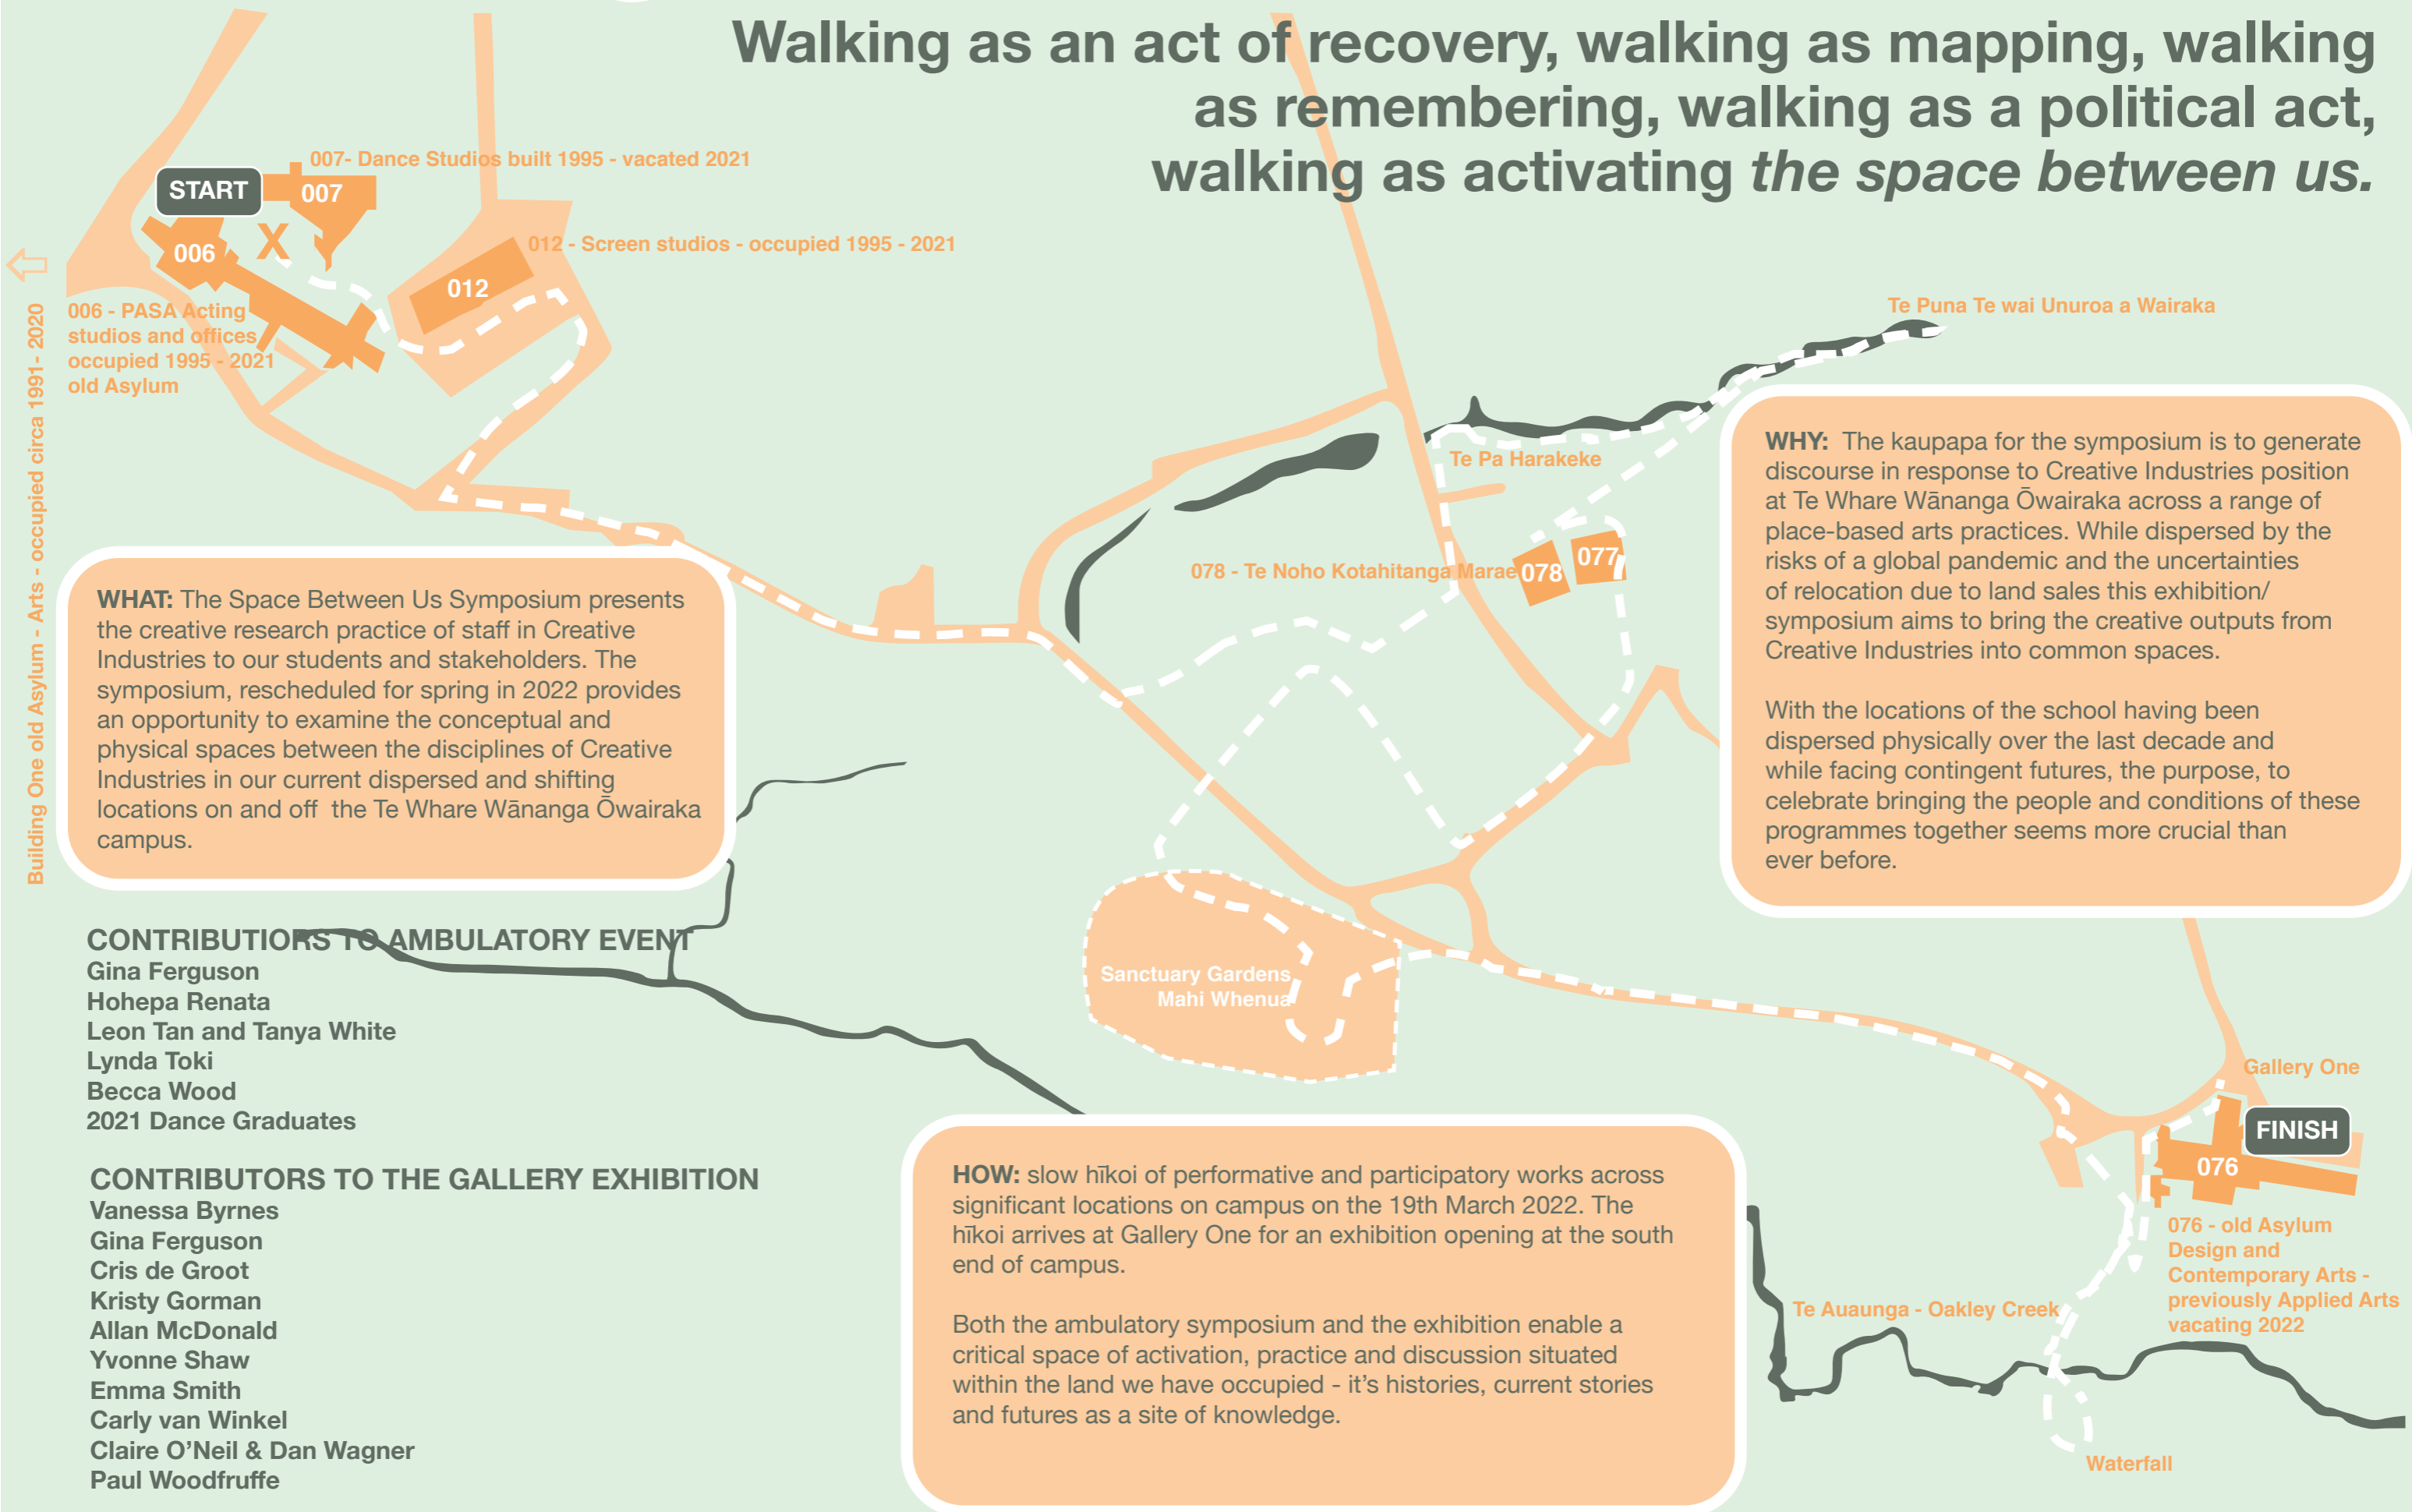 Walking as an act of recovery, walking as mapping, walking
as remembering, walking as a political act,
walking as activating the space between us.
007- Dance Studios built 1995 - vacated 2021
START
007
X
006
012 - Screen studios - occupied 1995 - 2021
012
006 - PASA Acting
studios and offices
occupied 1995 - 2021
old Asylum
Building One old Asylum - Arts - occupied circa 1991- 2020
Te Puna Te wai Unuroa a Wairaka
Te Pa Harakeke
078 - Te Noho Kotahitanga Marae
078
077
WHAT: The Space Between Us Symposium presents
the creative research practice of staff in Creative
Industries to our students and stakeholders. The
symposium, rescheduled for spring in 2022 provides
an opportunity to examine the conceptual and
physical spaces between the disciplines of Creative
Industries in our current dispersed and shifting
locations on and off  the Te Whare Wānanga Ōwairaka
campus.
WHY:  The kaupapa for the symposium is to generate
discourse in response to Creative Industries position
at Te Whare Wānanga Ōwairaka across a range of
place-based arts practices. While dispersed by the
risks of a global pandemic and the uncertainties
of relocation due to land sales this exhibition/
symposium aims to bring the creative outputs from
Creative Industries into common spaces.
With the locations of the school having been
dispersed physically over the last decade and
while facing contingent futures, the purpose, to
celebrate bringing the people and conditions of these
programmes together seems more crucial than
ever before.
CONTRIBUTIORS TO AMBULATORY EVENT
Gina Ferguson
Hohepa Renata
Leon Tan and Tanya White
Lynda Toki
Becca Wood
2021 Dance Graduates
CONTRIBUTORS TO THE GALLERY EXHIBITION
Vanessa Byrnes
Gina Ferguson
Cris de Groot
Kristy Gorman
Allan McDonald
Yvonne Shaw
Emma Smith
Carly van Winkel
Claire O'Neil & Dan Wagner
Paul Woodfruffe
Sanctuary Gardens
Mahi Whenua
HOW: slow hīkoi of performative and participatory works across
significant locations on campus on the 19th March 2022. The
hīkoi arrives at Gallery One for an exhibition opening at the south
end of campus.
Both the ambulatory symposium and the exhibition enable a
critical space of activation, practice and discussion situated
within the land we have occupied - it's histories, current stories
and futures as a site of knowledge.
Gallery One
FINISH
076
076 - old Asylum
Design and
Contemporary Arts -
previously Applied Arts
vacating 2022
Te Auaunga - Oakley Creek
Waterfall